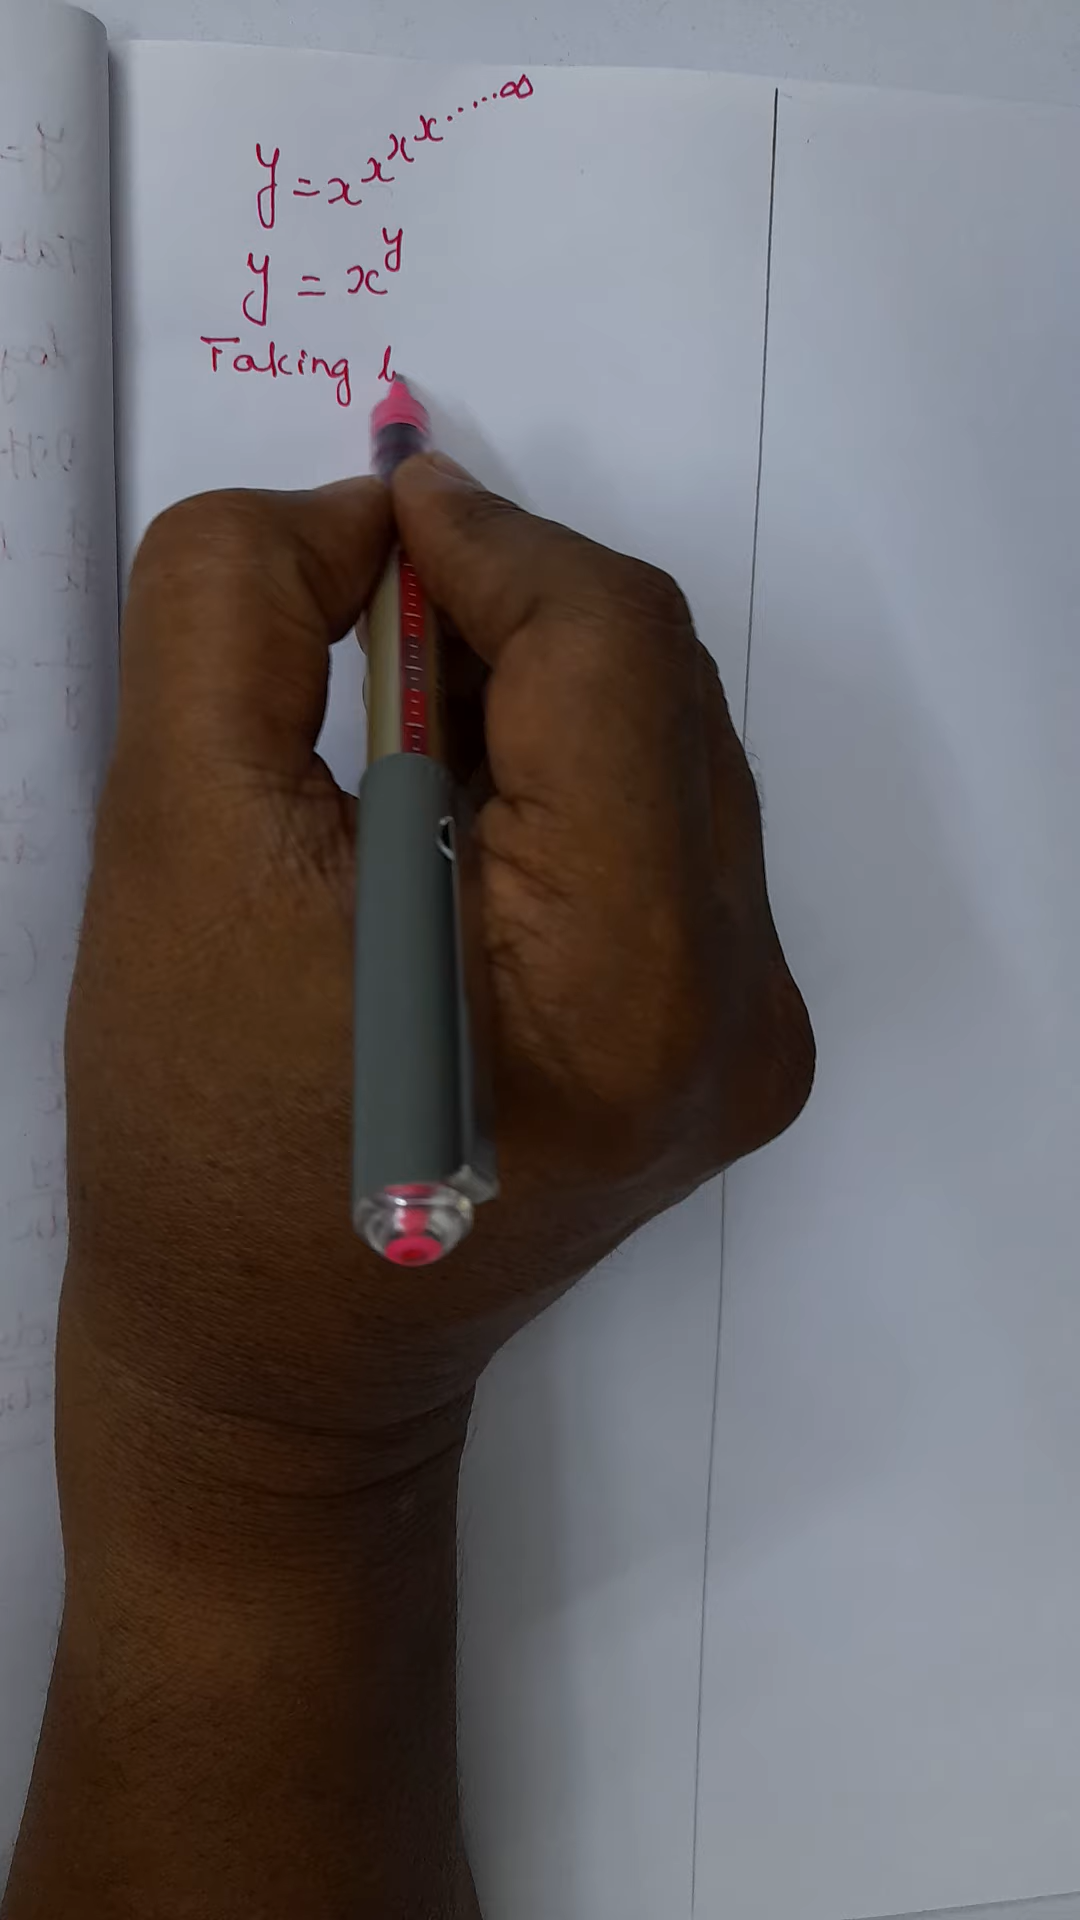 y = x^x^x^x.....∞
y = x^y
Taking